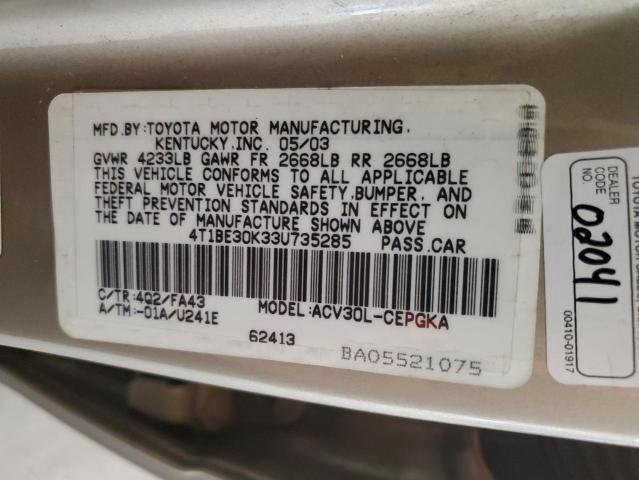 MFD.BY:TOYOTA MOTOR MANUFACTURING,
KENTUCKY,INC. 05/03
GVWR 4233LB GAWR FR 2668LB RR 2668LB
THIS VEHICLE CONFORMS TO ALL APPLICABLE
FEDERAL MOTOR VEHICLE SAFETY,BUMPER, AND
THEFT PREVENTION STANDARDS IN EFFECT ON
THE DATE OF MANUFACTURE SHOWN ABOVE
4T1BE30K33U735285 PASS.CAR
C/TR:4Q2/FA43 MODEL:ACV30L-CEPGKA
A/TM:-01A/U241E
62413
BA05521075
DEALER
CODE
NO.
02041
00410-01917
TOYOTA MOTOR